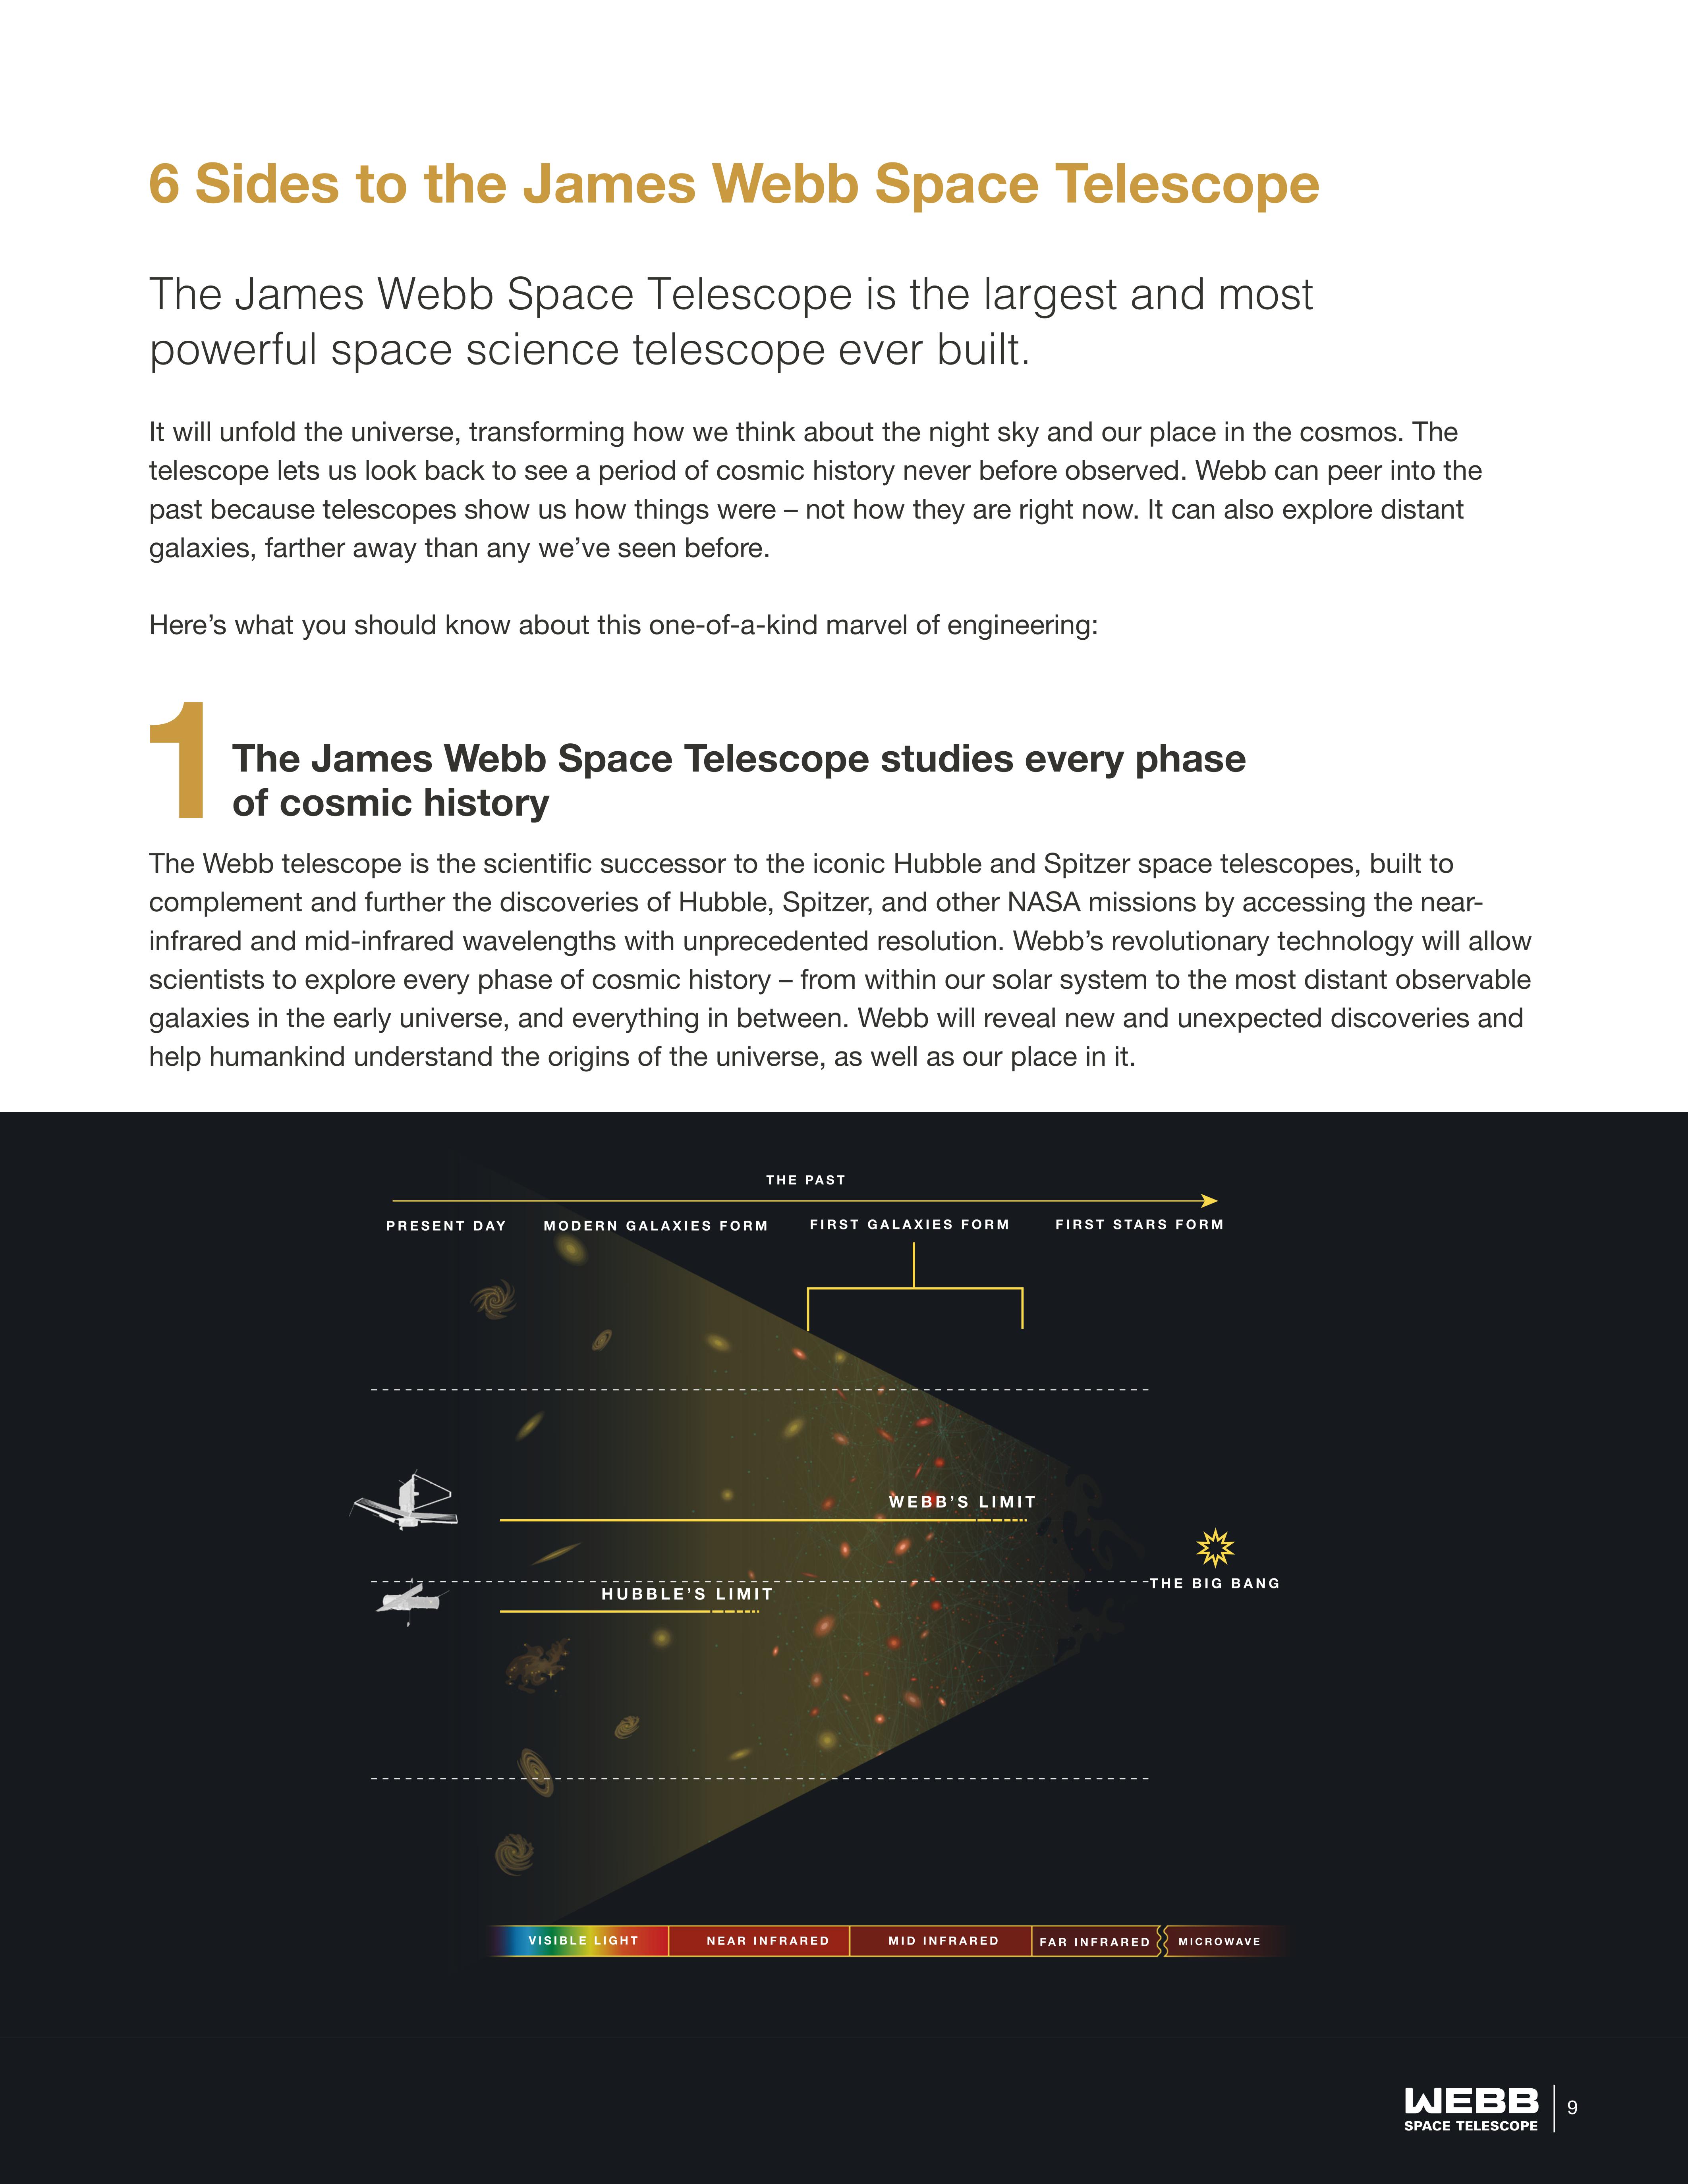 6 Sides to the James Webb Space Telescope
The James Webb Space Telescope is the largest and most
powerful space science telescope ever built.
It will unfold the universe, transforming how we think about the night sky and our place in the cosmos. The
telescope lets us look back to see a period of cosmic history never before observed. Webb can peer into the
past because telescopes show us how things were – not how they are right now. It can also explore distant
galaxies, farther away than any we’ve seen before.
Here’s what you should know about this one-of-a-kind marvel of engineering:
1
The James Webb Space Telescope studies every phase
of cosmic history
The Webb telescope is the scientific successor to the iconic Hubble and Spitzer space telescopes, built to
complement and further the discoveries of Hubble, Spitzer, and other NASA missions by accessing the near-
infrared and mid-infrared wavelengths with unprecedented resolution. Webb’s revolutionary technology will allow
scientists to explore every phase of cosmic history – from within our solar system to the most distant observable
galaxies in the early universe, and everything in between. Webb will reveal new and unexpected discoveries and
help humankind understand the origins of the universe, as well as our place in it.
THE PAST
PRESENT DAY MODERN GALAXIES FORM FIRST GALAXIES FORM FIRST STARS FORM
WEBB’S LIMIT
THE BIG BANG
HUBBLE’S LIMIT
VISIBLE LIGHT NEAR INFRARED MID INFRARED FAR INFRARED MICROWAVE
WEBB
SPACE TELESCOPE
9